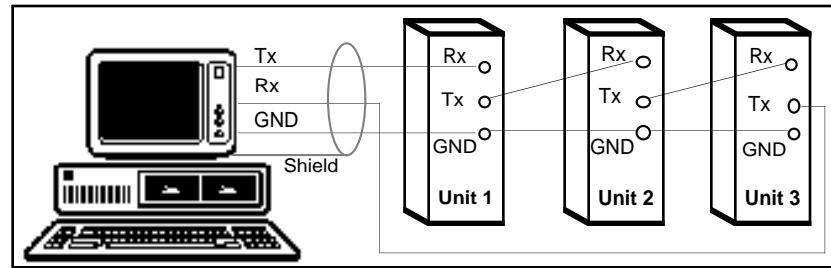 Tx
Rx
GND
Shield
Rx
Tx
GND
Unit 1
Rx
Tx
GND
Unit 2
Rx
Tx
GND
Unit 3